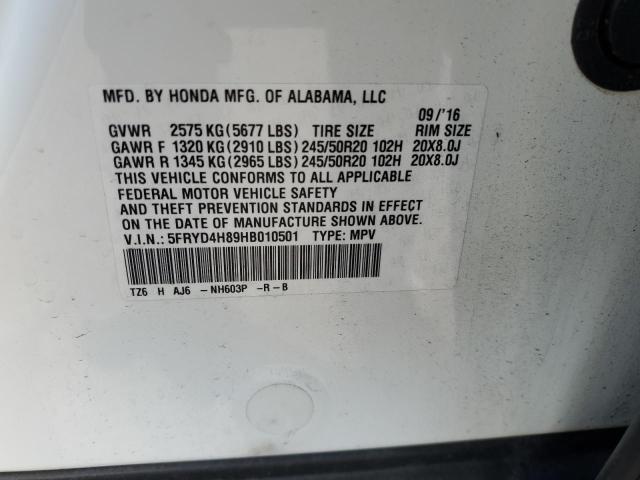 MFD. BY HONDA MFG. OF ALABAMA, LLC
09/'16
GVWR 2575 KG (5677 LBS) TIRE SIZE RIM SIZE
GAWR F 1320 KG (2910 LBS) 245/50R20 102H 20X8.0J
GAWR R 1345 KG (2965 LBS) 245/50R20 102H 20X8.0J
THIS VEHICLE CONFORMS TO ALL APPLICABLE
FEDERAL MOTOR VEHICLE SAFETY
AND THEFT PREVENTION STANDARDS IN EFFECT
ON THE DATE OF MANUFACTURE SHOWN ABOVE.
V.I.N.: 5FRYD4H89HB010501 TYPE: MPV
TZ6 H AJ6 -NH603P -R-B